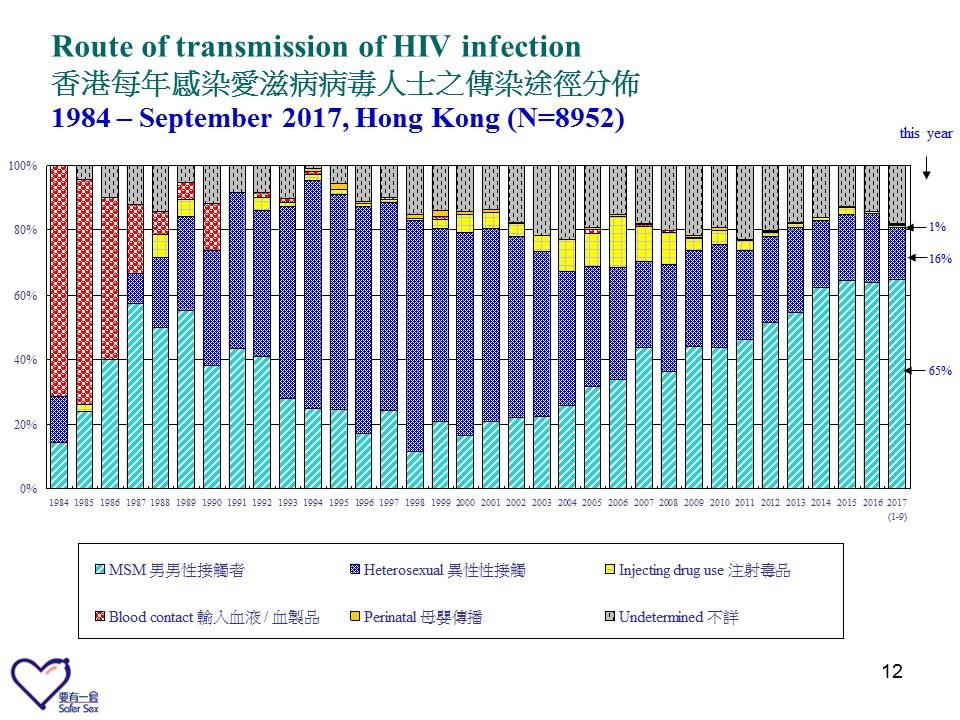 Route of transmission of HIV infection
香港每年感染愛滋病病毒人士之傳染途徑分佈
1984 – September 2017, Hong Kong (N=8952)
this year
100%
80%
60%
40%
20%
0%
1%
16%
65%
1984 1985 1986 1987 1988 1989 1990 1991 1992 1993 1994 1995 1996 1997 1998 1999 2000 2001 2002 2003 2004 2005 2006 2007 2008 2009 2010 2011 2012 2013 2014 2015 2016 2017
(1-9)
MSM 男男性接觸者 Heterosexual 異性性接觸 Injecting drug use 注射毒品
Blood contact 輸入血液 / 血製品 Perinatal 母嬰傳播 Undetermined 不詳
要有一套
Safer Sex
12